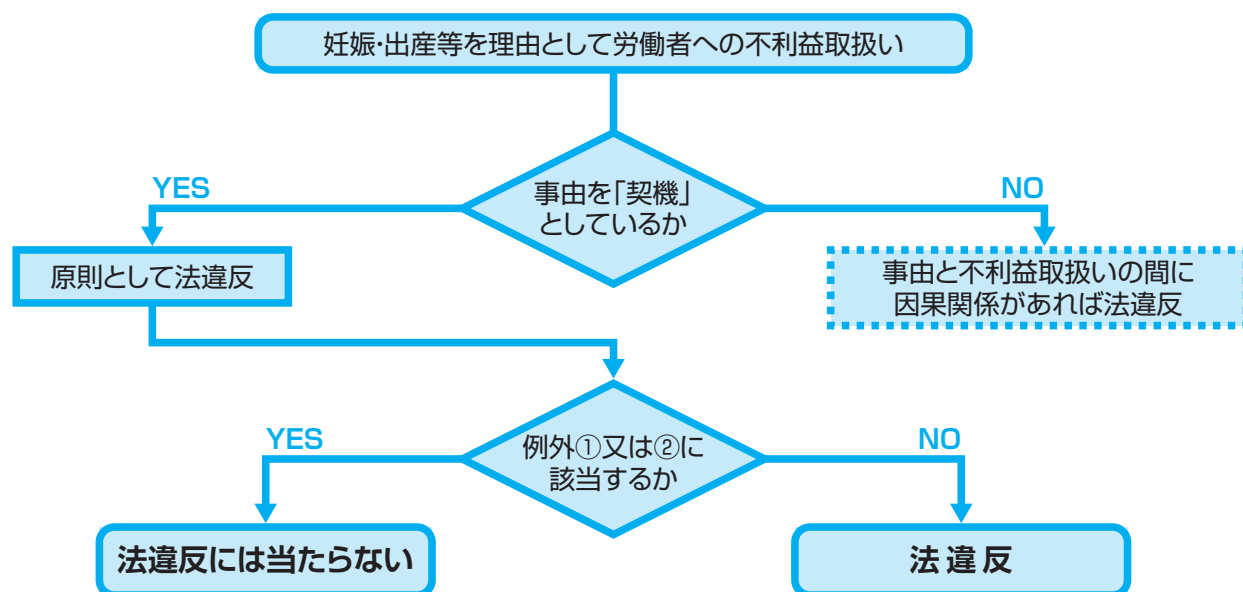 妊娠・出産等を理由として労働者への不利益取扱い
YES
事由を「契機」
としているか
NO
原則として法違反
事由と不利益取扱いの間に
因果関係があれば法違反
YES
例外①又は②に
該当するか
NO
法違反には当たらない
法違反